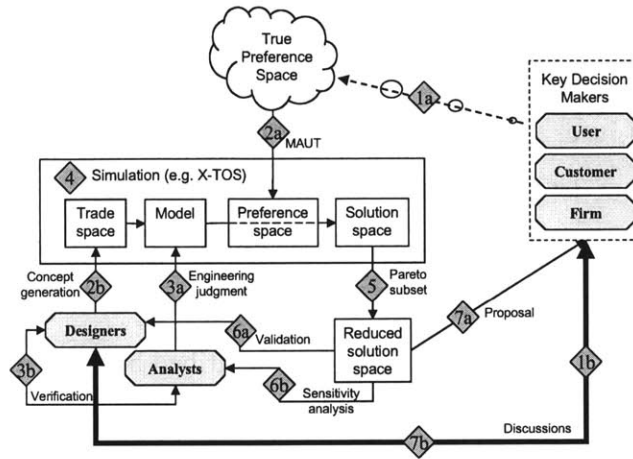 True
Preference
Space
1a
Key Decision
Makers
User
Customer
Firm
2a
MAUT
4
Simulation (e.g. X-TOS)
Trade
space
Model
Preference
space
Solution
space
Concept
generation
2b
3a
Engineering
judgment
5
Pareto
subset
7a
Proposal
Designers
6a
Validation
Reduced
solution
space
1b
3b
Analysts
6b
Sensitivity
analysis
Verification
Discussions
7b